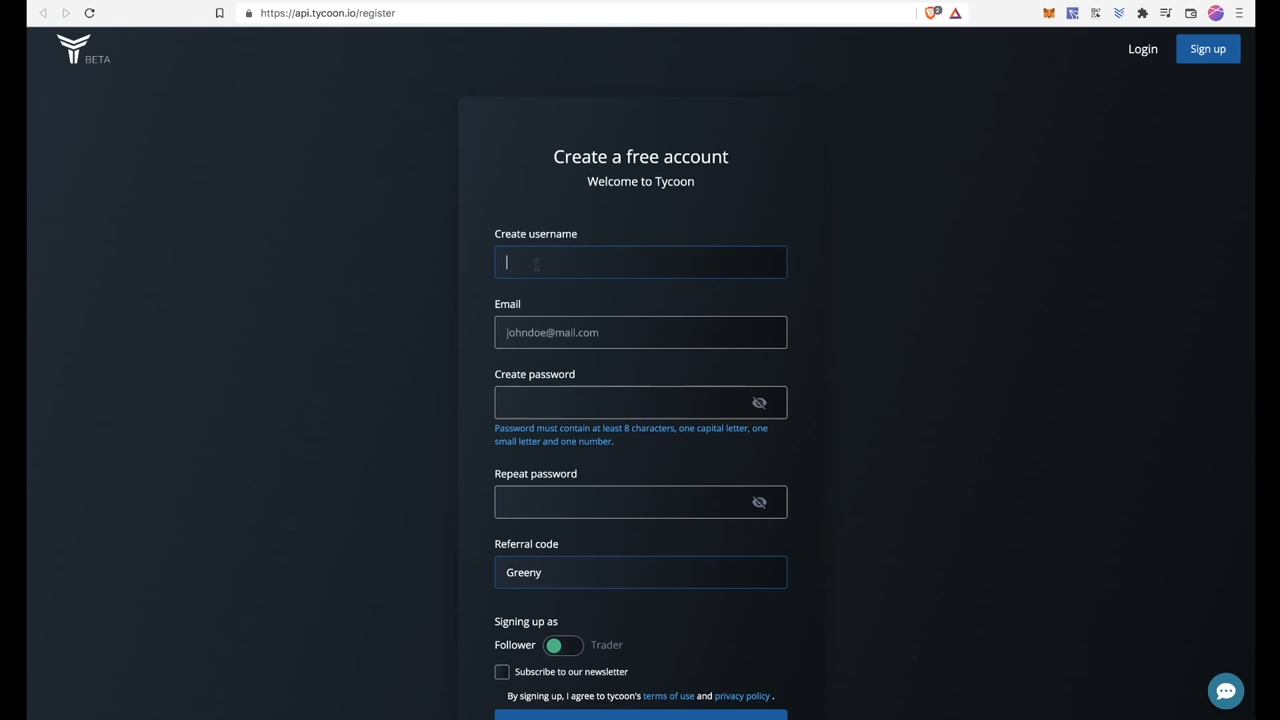 https://api.tycoon.io/register
2
BETA
Login
Sign up
Create a free account
Welcome to Tycoon
Create username
Email
johndoe@mail.com
Create password
Password must contain at least 8 characters, one capital letter, one
small letter and one number.
Repeat password
Referral code
Greeny
Signing up as
Follower Trader
Subscribe to our newsletter
By signing up, I agree to tycoon's terms of use and privacy policy .